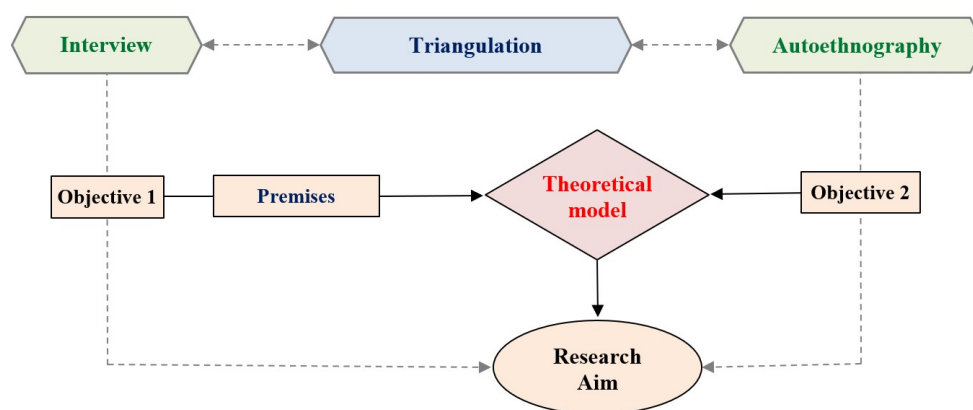 Interview
Triangulation
Autoethnography
Objective 1
Premises
Theoretical
model
Objective 2
Research
Aim